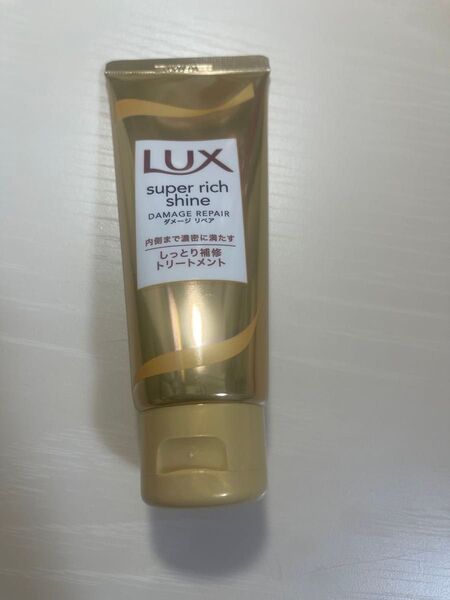 LUX
super rich
shine
DAMAGE REPAIR
ダメージ リペア
内側まで濃密に満たす
しっとり補修
トリートメント